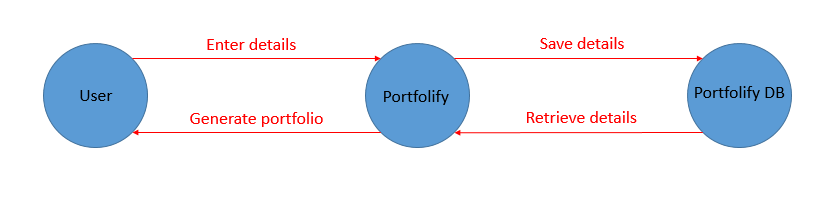 Enter details
Save details
User
Portfolify
Portfolify DB
Generate portfolio
Retrieve details